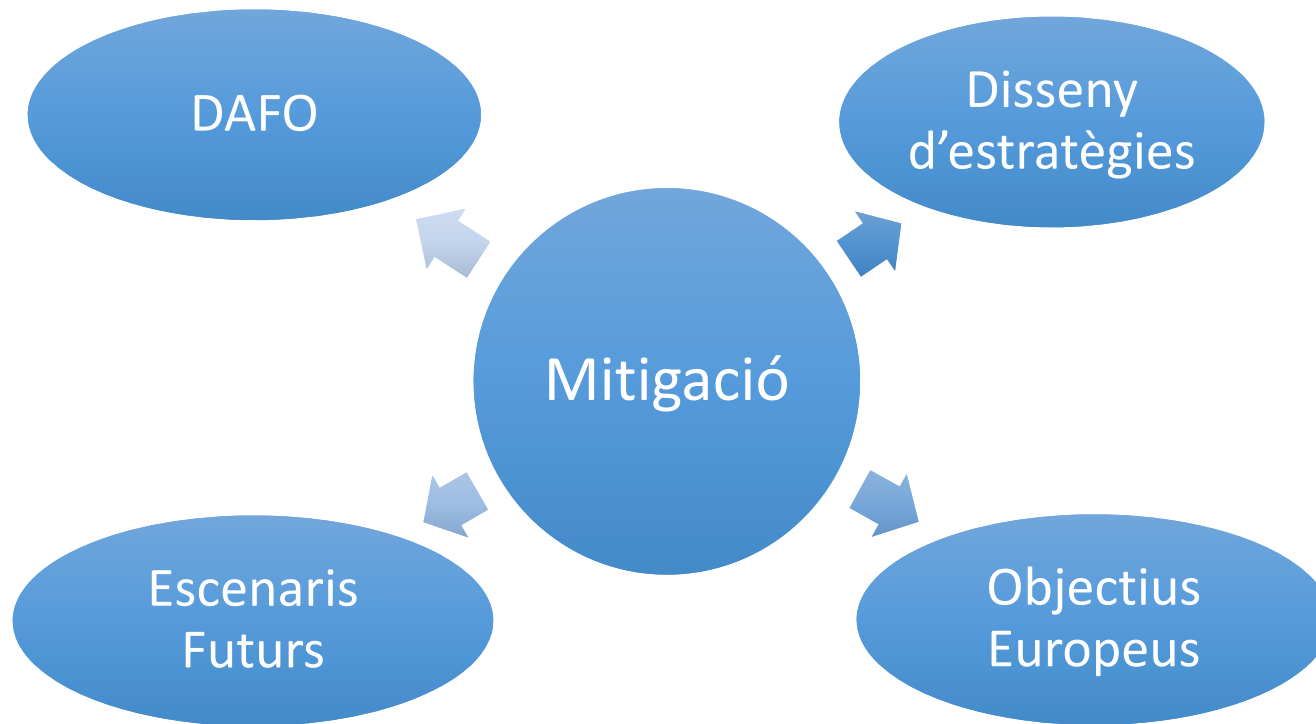 DAFO
Disseny
d’estratègies
Mitigació
Escenaris
Futurs
Objectius
Europeus